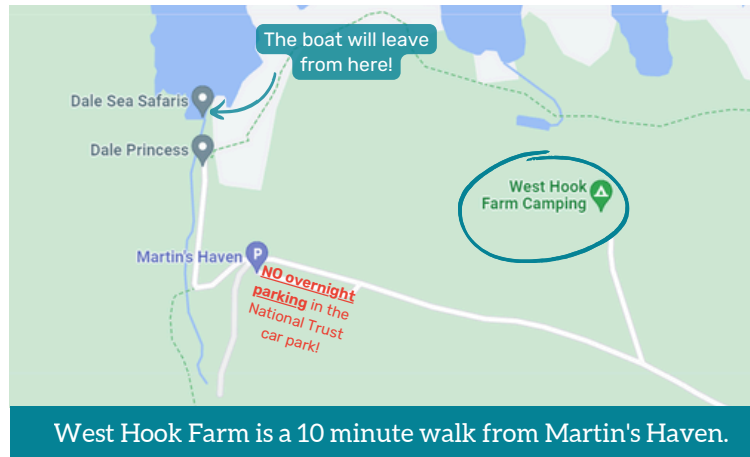 The boat will leave
from here!
Dale Sea Safaris
Dale Princess
West Hook
Farm Camping
Martin's Haven
P
NO overnight
parking in the
National Trust
car park!
West Hook Farm is a 10 minute walk from Martin's Haven.